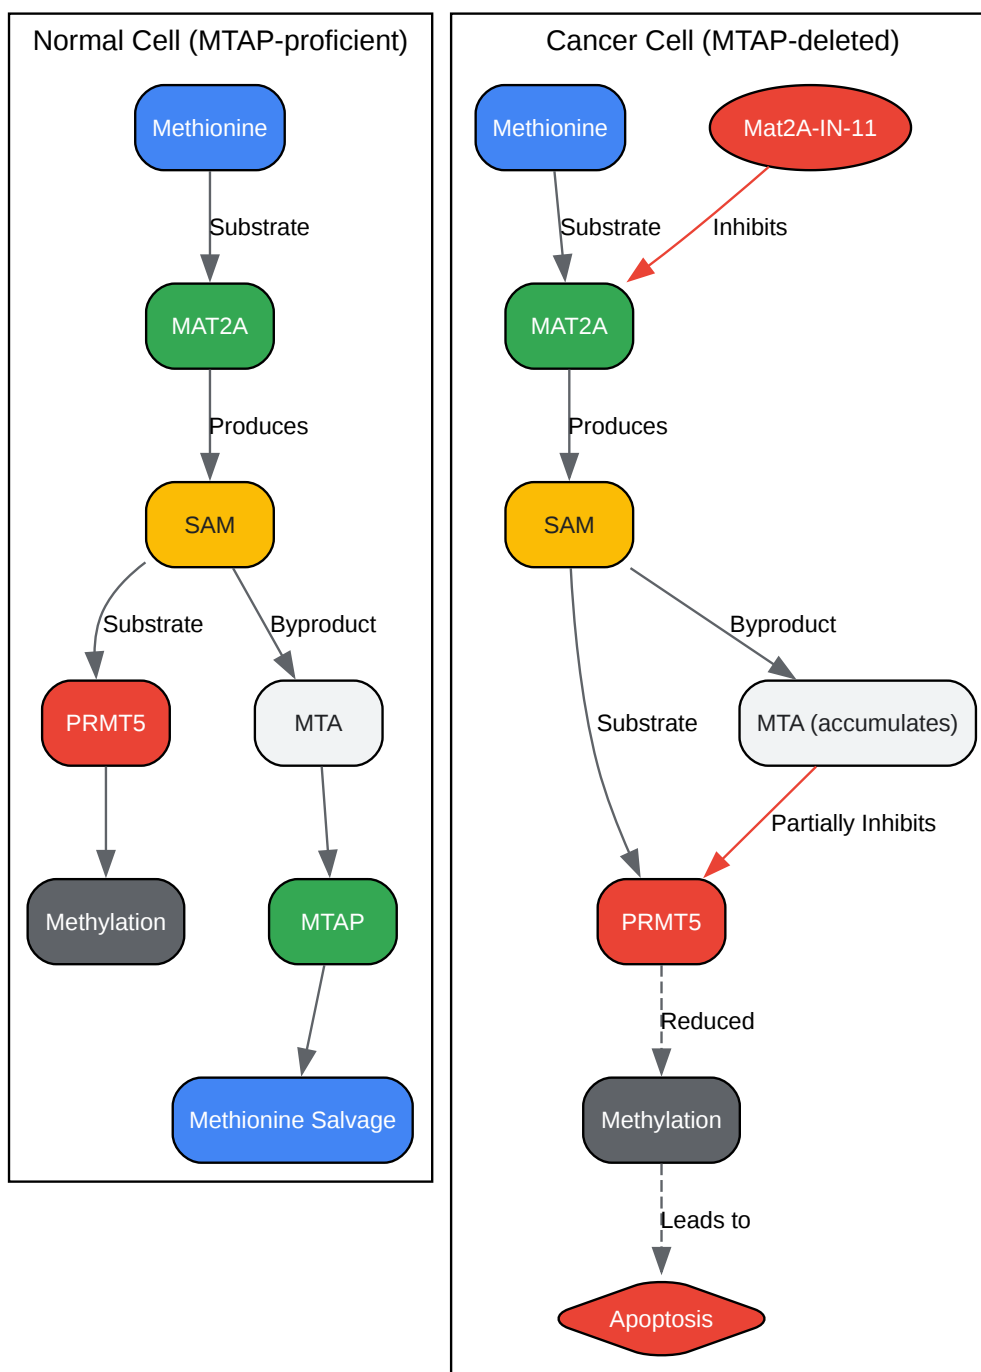 Normal Cell (MTAP-proficient)
Methionine
Substrate
MAT2A
Produces
SAM
Substrate
Byproduct
PRMT5
MTA
Methylation
MTAP
Methionine Salvage
Cancer Cell (MTAP-deleted)
Methionine
Mat2A-IN-11
Substrate
Inhibits
MAT2A
Produces
SAM
Byproduct
Substrate
MTA (accumulates)
Partially Inhibits
PRMT5
Reduced
Methylation
Leads to
Apoptosis